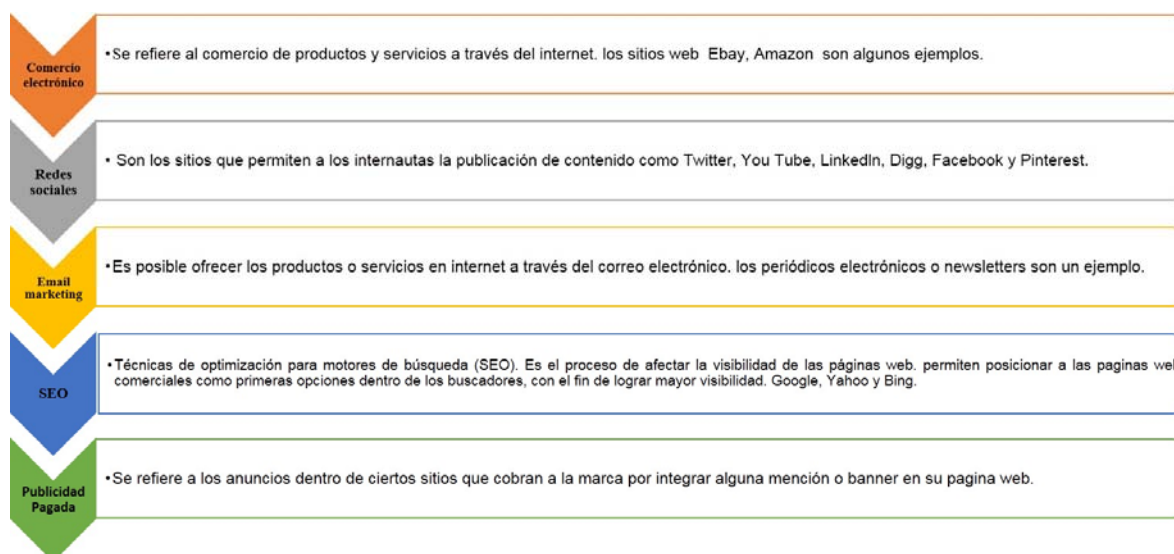 Comercio
electrónico
•Se refiere al comercio de productos y servicios a través del internet. los sitios web Ebay, Amazon son algunos ejemplos.
Redes
sociales
• Son los sitios que permiten a los internautas la publicación de contenido como Twitter, You Tube, LinkedIn, Digg, Facebook y Pinterest.
Email
marketing
•Es posible ofrecer los productos o servicios en internet a través del correo electrónico. los periódicos electrónicos o newsletters son un ejemplo.
SEO
•Técnicas de optimización para motores de búsqueda (SEO). Es el proceso de afectar la visibilidad de las páginas web. permiten posicionar a las paginas web
comerciales como primeras opciones dentro de los buscadores, con el fin de lograr mayor visibilidad. Google, Yahoo y Bing.
Publicidad
Pagada
•Se refiere a los anuncios dentro de ciertos sitios que cobran a la marca por integrar alguna mención o banner en su pagina web.